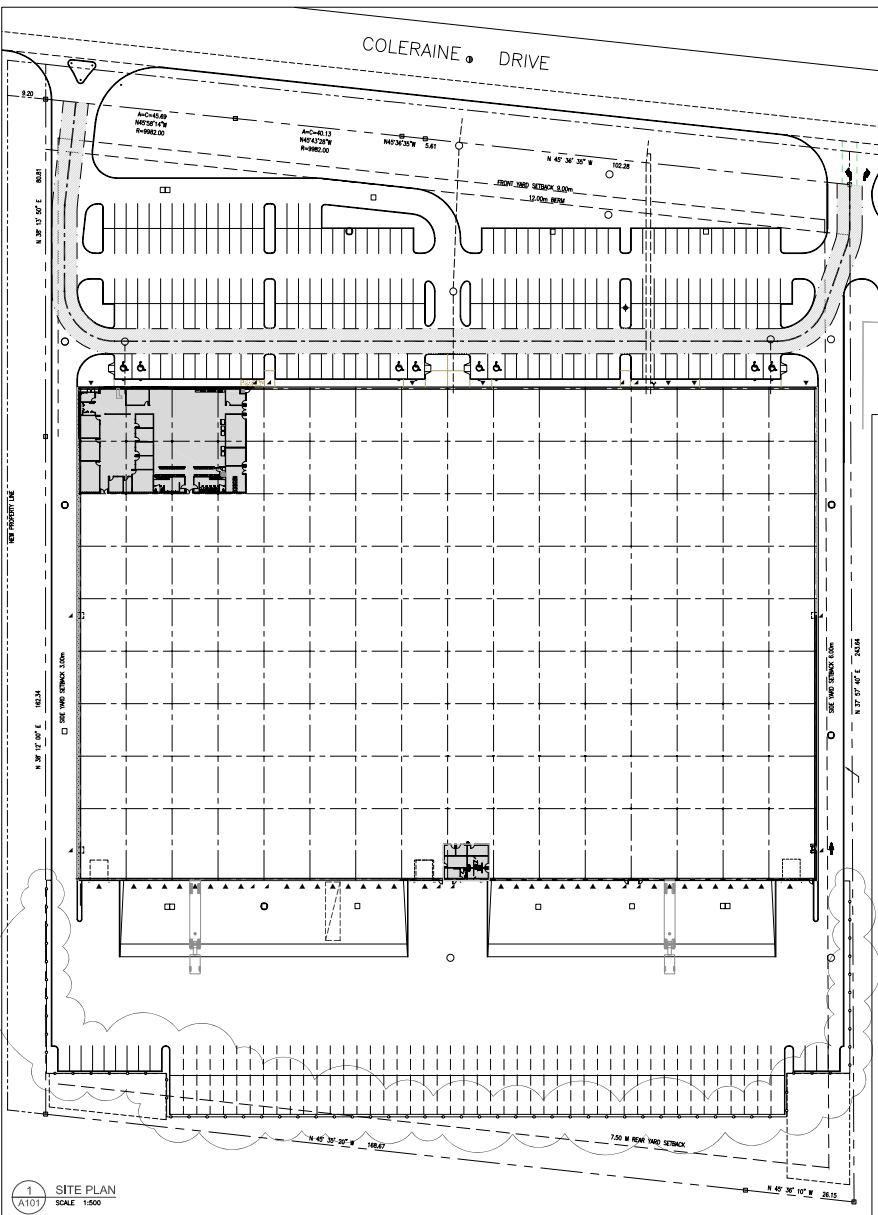 COLERAINE DRIVE
9.20
A=C=45.69
N45°58'14"W
R=9982.00
A=C=40.13
N45°43'28"W
R=9982.00
N45°36'35"W 5.61
N 45° 36' 35" W 102.28
FRONT YARD SETBACK 9.00m
12.00m BERM
N 38° 13' 50" E 80.81
NEW PROPERTY LINE
SIDE YARD SETBACK 3.00m
N 38° 12' 00" E 162.34
SIDE YARD SETBACK 6.00m
N 37° 57' 40" E 243.64
N 45° 35' 20" W 168.67
7.50 M REAR YARD SETBACK
N 45° 36' 10" W 26.15
1
A101
SITE PLAN
SCALE 1:500